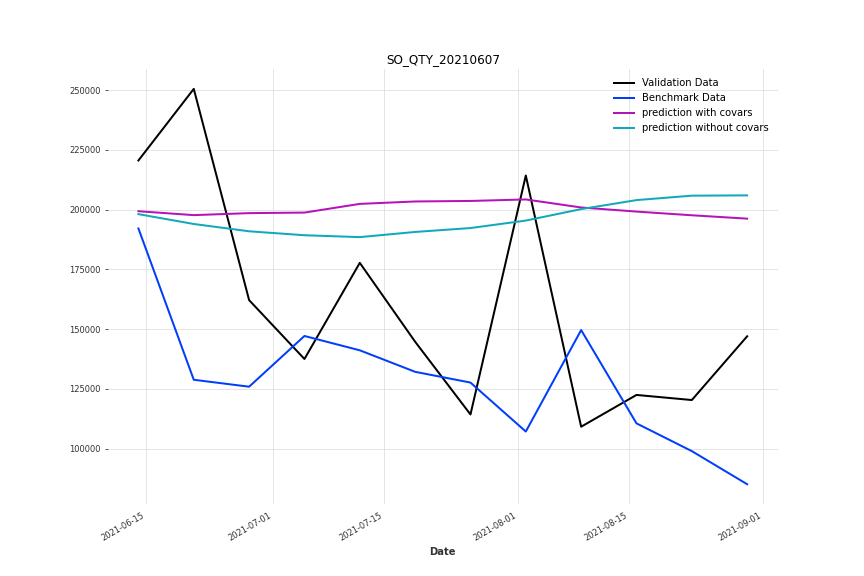 SO_QTY_20210607
Validation Data
Benchmark Data
prediction with covars
prediction without covars
250000
225000
200000
175000
150000
125000
100000
2021-06-15
2021-07-01
2021-07-15
2021-08-01
2021-08-15
2021-09-01
Date